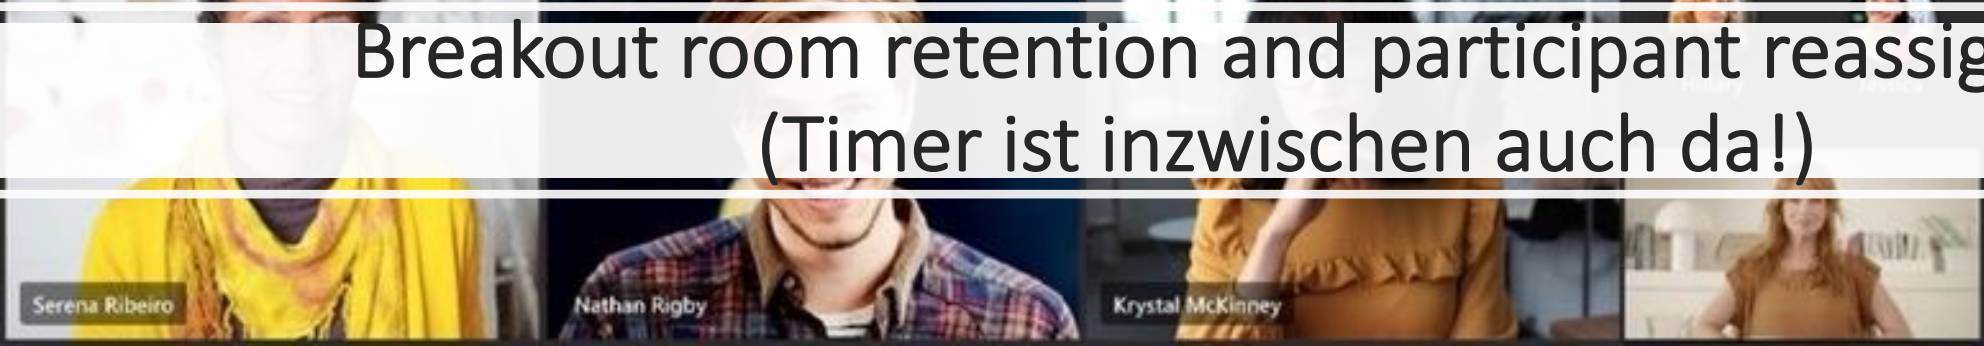 Breakout room retention and participant reassig
(Timer ist inzwischen auch da!)
Serena Ribeiro
Nathan Rigby
Krystal McKinney